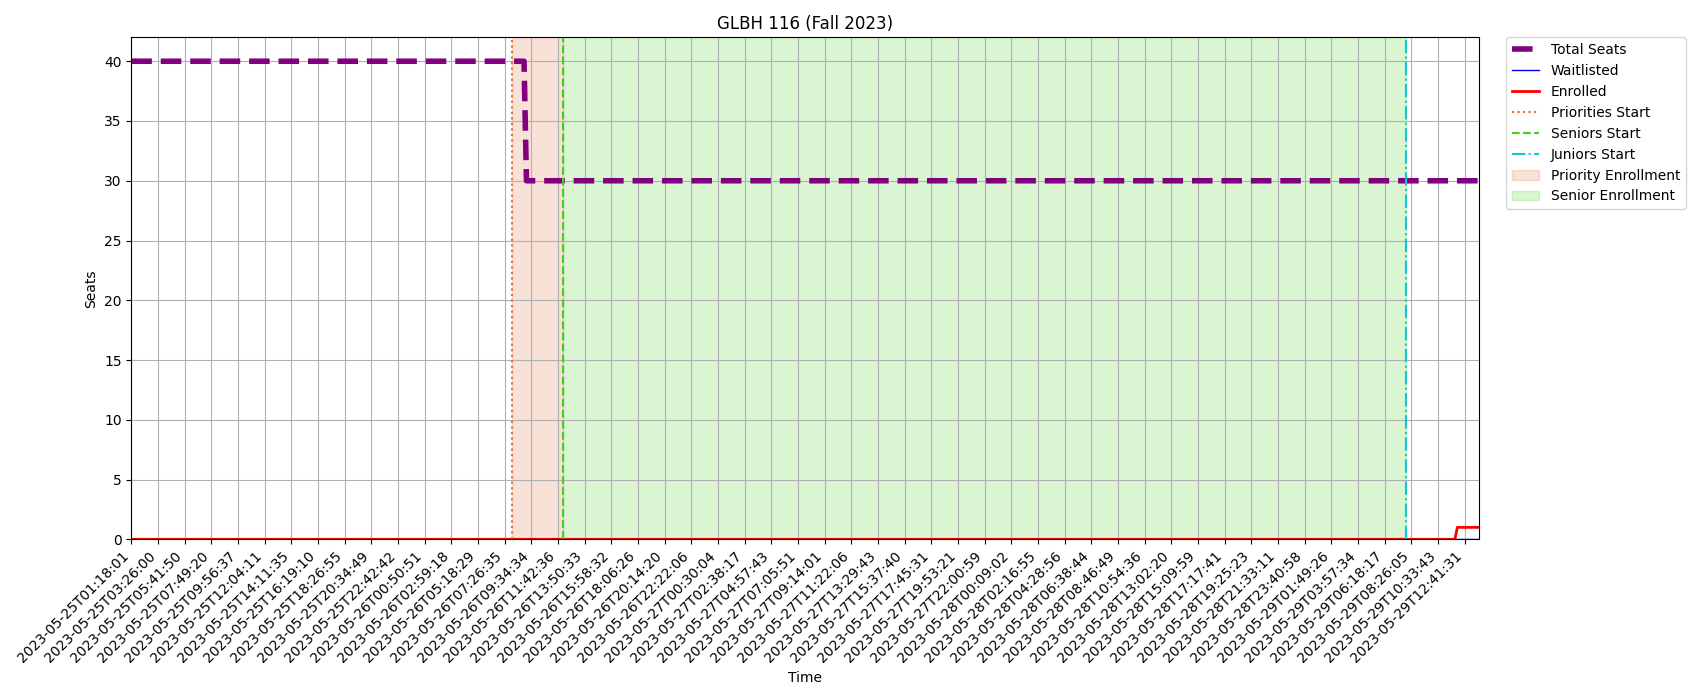 GLBH 116 (Fall 2023)
Total Seats
Waitlisted
Enrolled
Priorities Start
Seniors Start
Juniors Start
Priority Enrollment
Senior Enrollment
Seats
40
35
30
25
20
15
10
5
0
2023-05-25T01:18:01
2023-05-25T03:26:00
2023-05-25T05:41:50
2023-05-25T07:49:20
2023-05-25T09:56:37
2023-05-25T12:04:11
2023-05-25T14:11:35
2023-05-25T16:19:10
2023-05-25T18:26:55
2023-05-25T20:34:49
2023-05-25T22:42:42
2023-05-26T00:50:51
2023-05-26T02:59:18
2023-05-26T05:18:29
2023-05-26T07:26:35
2023-05-26T09:34:34
2023-05-26T11:42:36
2023-05-26T13:50:33
2023-05-26T15:58:32
2023-05-26T18:06:26
2023-05-26T20:14:20
2023-05-26T22:22:06
2023-05-27T00:30:04
2023-05-27T02:38:17
2023-05-27T04:57:43
2023-05-27T07:05:51
2023-05-27T09:14:01
2023-05-27T11:22:06
2023-05-27T13:29:43
2023-05-27T15:37:40
2023-05-27T17:45:31
2023-05-27T19:53:21
2023-05-27T22:00:59
2023-05-28T00:09:02
2023-05-28T02:16:55
2023-05-28T04:28:56
2023-05-28T06:38:44
2023-05-28T08:46:49
2023-05-28T10:54:36
2023-05-28T13:02:20
2023-05-28T15:09:59
2023-05-28T17:17:41
2023-05-28T19:25:23
2023-05-28T21:33:11
2023-05-28T23:40:58
2023-05-29T01:49:26
2023-05-29T03:57:34
2023-05-29T06:18:17
2023-05-29T08:26:05
2023-05-29T10:33:43
2023-05-29T12:41:31
Time